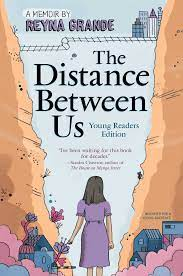 A MEMOIR BY
REYNA GRANDE
The
Distance
Between
Us
Young Readers
Edition
"I've been waiting for this book
for decades."
—Sandra Cisneros, author of
The House on Mango Street